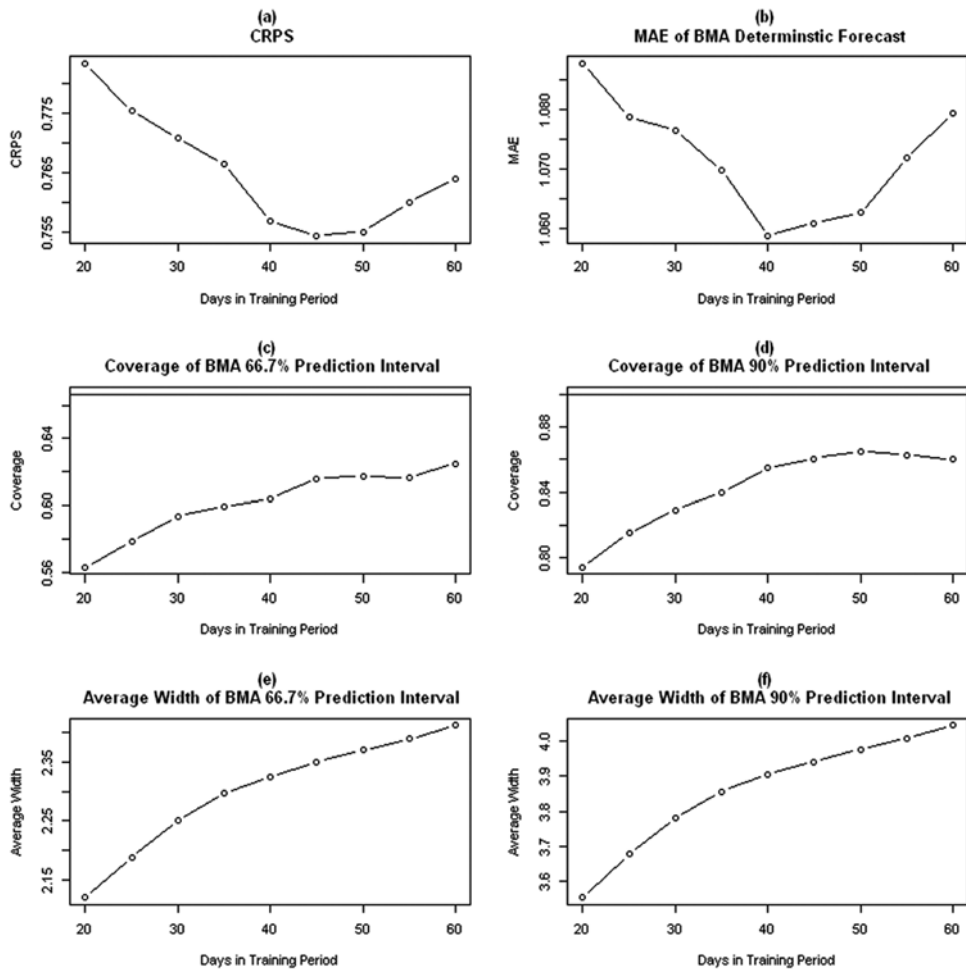 (a)
CRPS
CRPS
0.775
0.765
0.755
20 30 40 50 60
Days in Training Period
(b)
MAE of BMA Determinstic Forecast
MAE
1.080
1.070
1.060
20 30 40 50 60
Days in Training Period
(c)
Coverage of BMA 66.7% Prediction Interval
Coverage
0.64
0.60
0.56
20 30 40 50 60
Days in Training Period
(d)
Coverage of BMA 90% Prediction Interval
Coverage
0.88
0.84
0.80
20 30 40 50 60
Days in Training Period
(e)
Average Width of BMA 66.7% Prediction Interval
Average Width
2.35
2.25
2.15
20 30 40 50 60
Days in Training Period
(f)
Average Width of BMA 90% Prediction Interval
Average Width
4.0
3.9
3.8
3.7
3.6
20 30 40 50 60
Days in Training Period